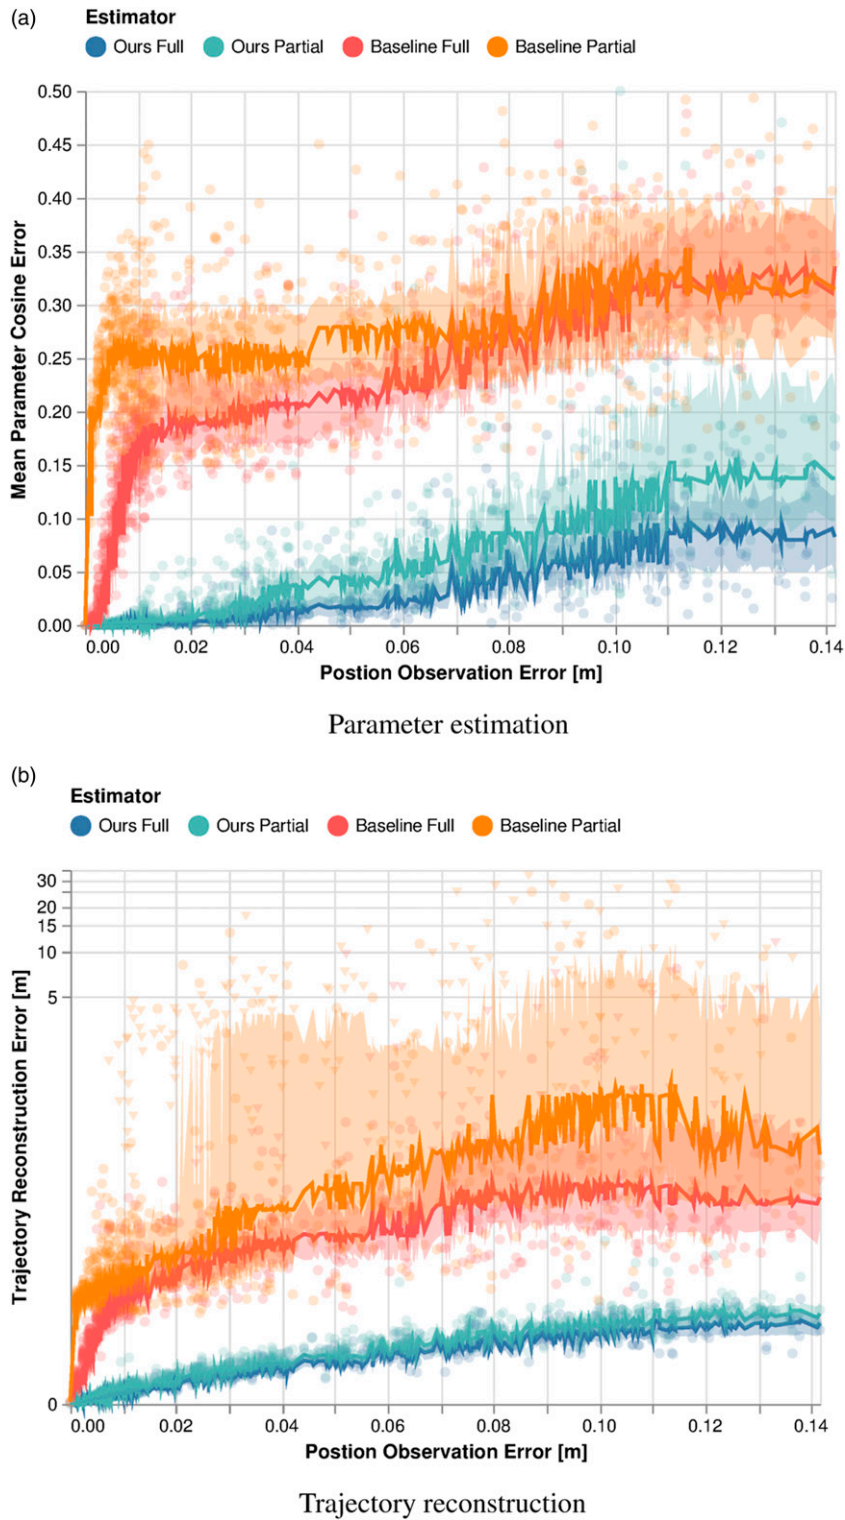 (a)
Estimator
Ours Full Ours Partial Baseline Full Baseline Partial
0.50
0.45
0.40
0.35
0.30
0.25
0.20
0.15
0.10
0.05
0.00
Mean Parameter Cosine Error
0.00 0.02 0.04 0.06 0.08 0.10 0.12 0.14
Postion Observation Error [m]
Parameter estimation
(b)
Estimator
Ours Full Ours Partial Baseline Full Baseline Partial
30
20
15
10
5
0
Trajectory Reconstruction Error [m]
0.00 0.02 0.04 0.06 0.08 0.10 0.12 0.14
Postion Observation Error [m]
Trajectory reconstruction